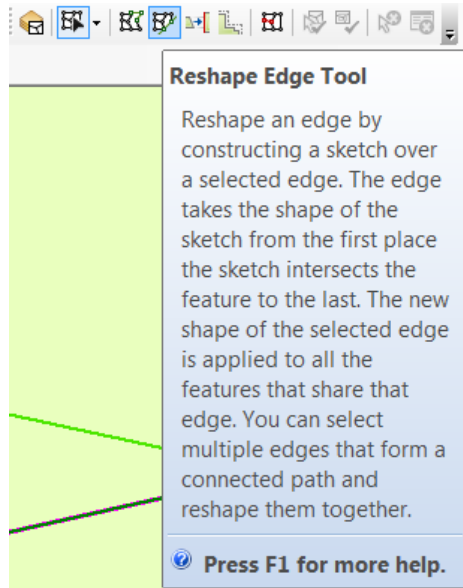 Reshape Edge Tool
Reshape an edge by
constructing a sketch over
a selected edge. The edge
takes the shape of the
sketch from the first place
the sketch intersects the
feature to the last. The new
shape of the selected edge
is applied to all the
features that share that
edge. You can select
multiple edges that form a
connected path and
reshape them together.
Press F1 for more help.